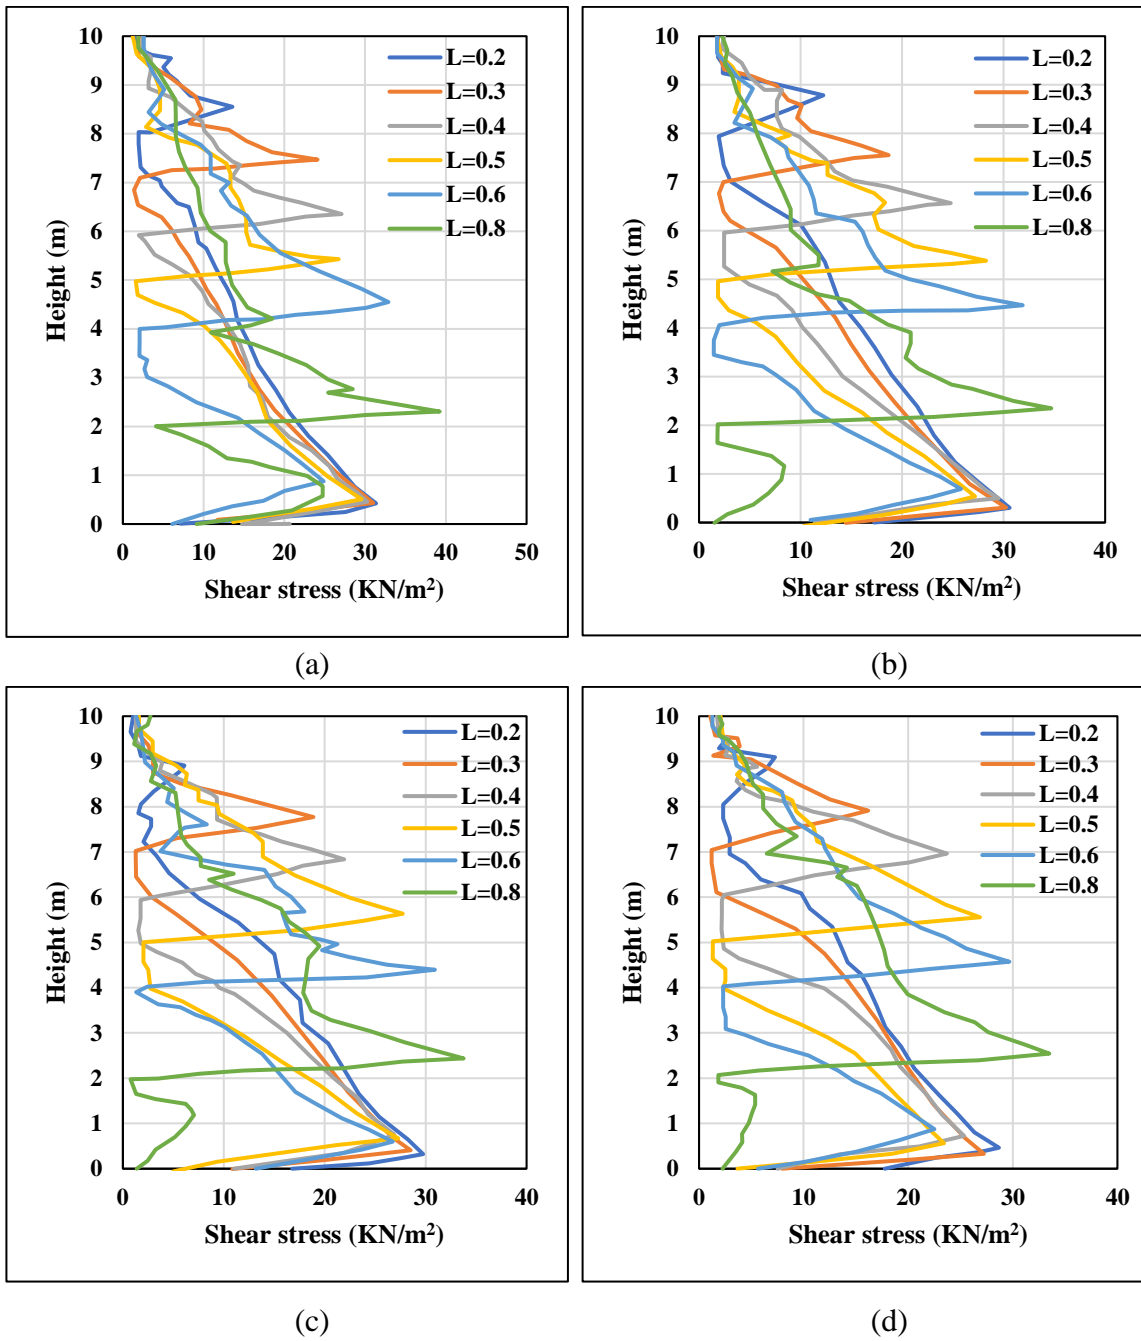 10
9
8
7
6
5
4
3
2
1
0
Height (m)
0 10 20 30 40 50
Shear stress (KN/m²)
L=0.2
L=0.3
L=0.4
L=0.5
L=0.6
L=0.8
(a)
10
9
8
7
6
5
4
3
2
1
0
Height (m)
0 10 20 30 40
Shear stress (KN/m²)
L=0.2
L=0.3
L=0.4
L=0.5
L=0.6
L=0.8
(b)
10
9
8
7
6
5
4
3
2
1
0
Height (m)
0 10 20 30 40
Shear stress (KN/m²)
L=0.2
L=0.3
L=0.4
L=0.5
L=0.6
L=0.8
(c)
10
9
8
7
6
5
4
3
2
1
0
Height (m)
0 10 20 30 40
Shear stress (KN/m²)
L=0.2
L=0.3
L=0.4
L=0.5
L=0.6
L=0.8
(d)